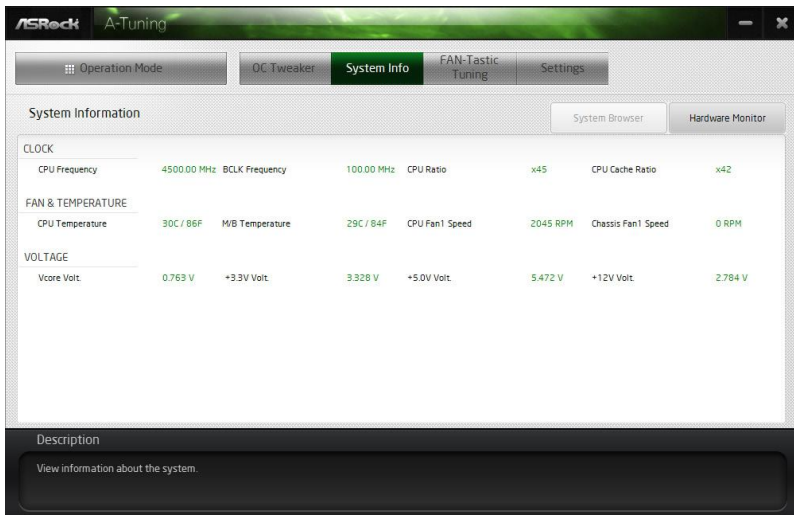 ASRock A-Tuning
Operation Mode OC Tweaker System Info FAN-Tastic Tuning Settings
System Information System Browser Hardware Monitor
CLOCK
CPU Frequency 4500.00 MHz BCLK Frequency 100.00 MHz CPU Ratio x45 CPU Cache Ratio x42
FAN & TEMPERATURE
CPU Temperature 30C / 86F M/B Temperature 29C / 84F CPU Fan1 Speed 2045 RPM Chassis Fan1 Speed 0 RPM
VOLTAGE
Vcore Volt. 0.763 V +3.3V Volt. 3.328 V +5.0V Volt. 5.472 V +12V Volt. 2.784 V
Description
View information about the system.